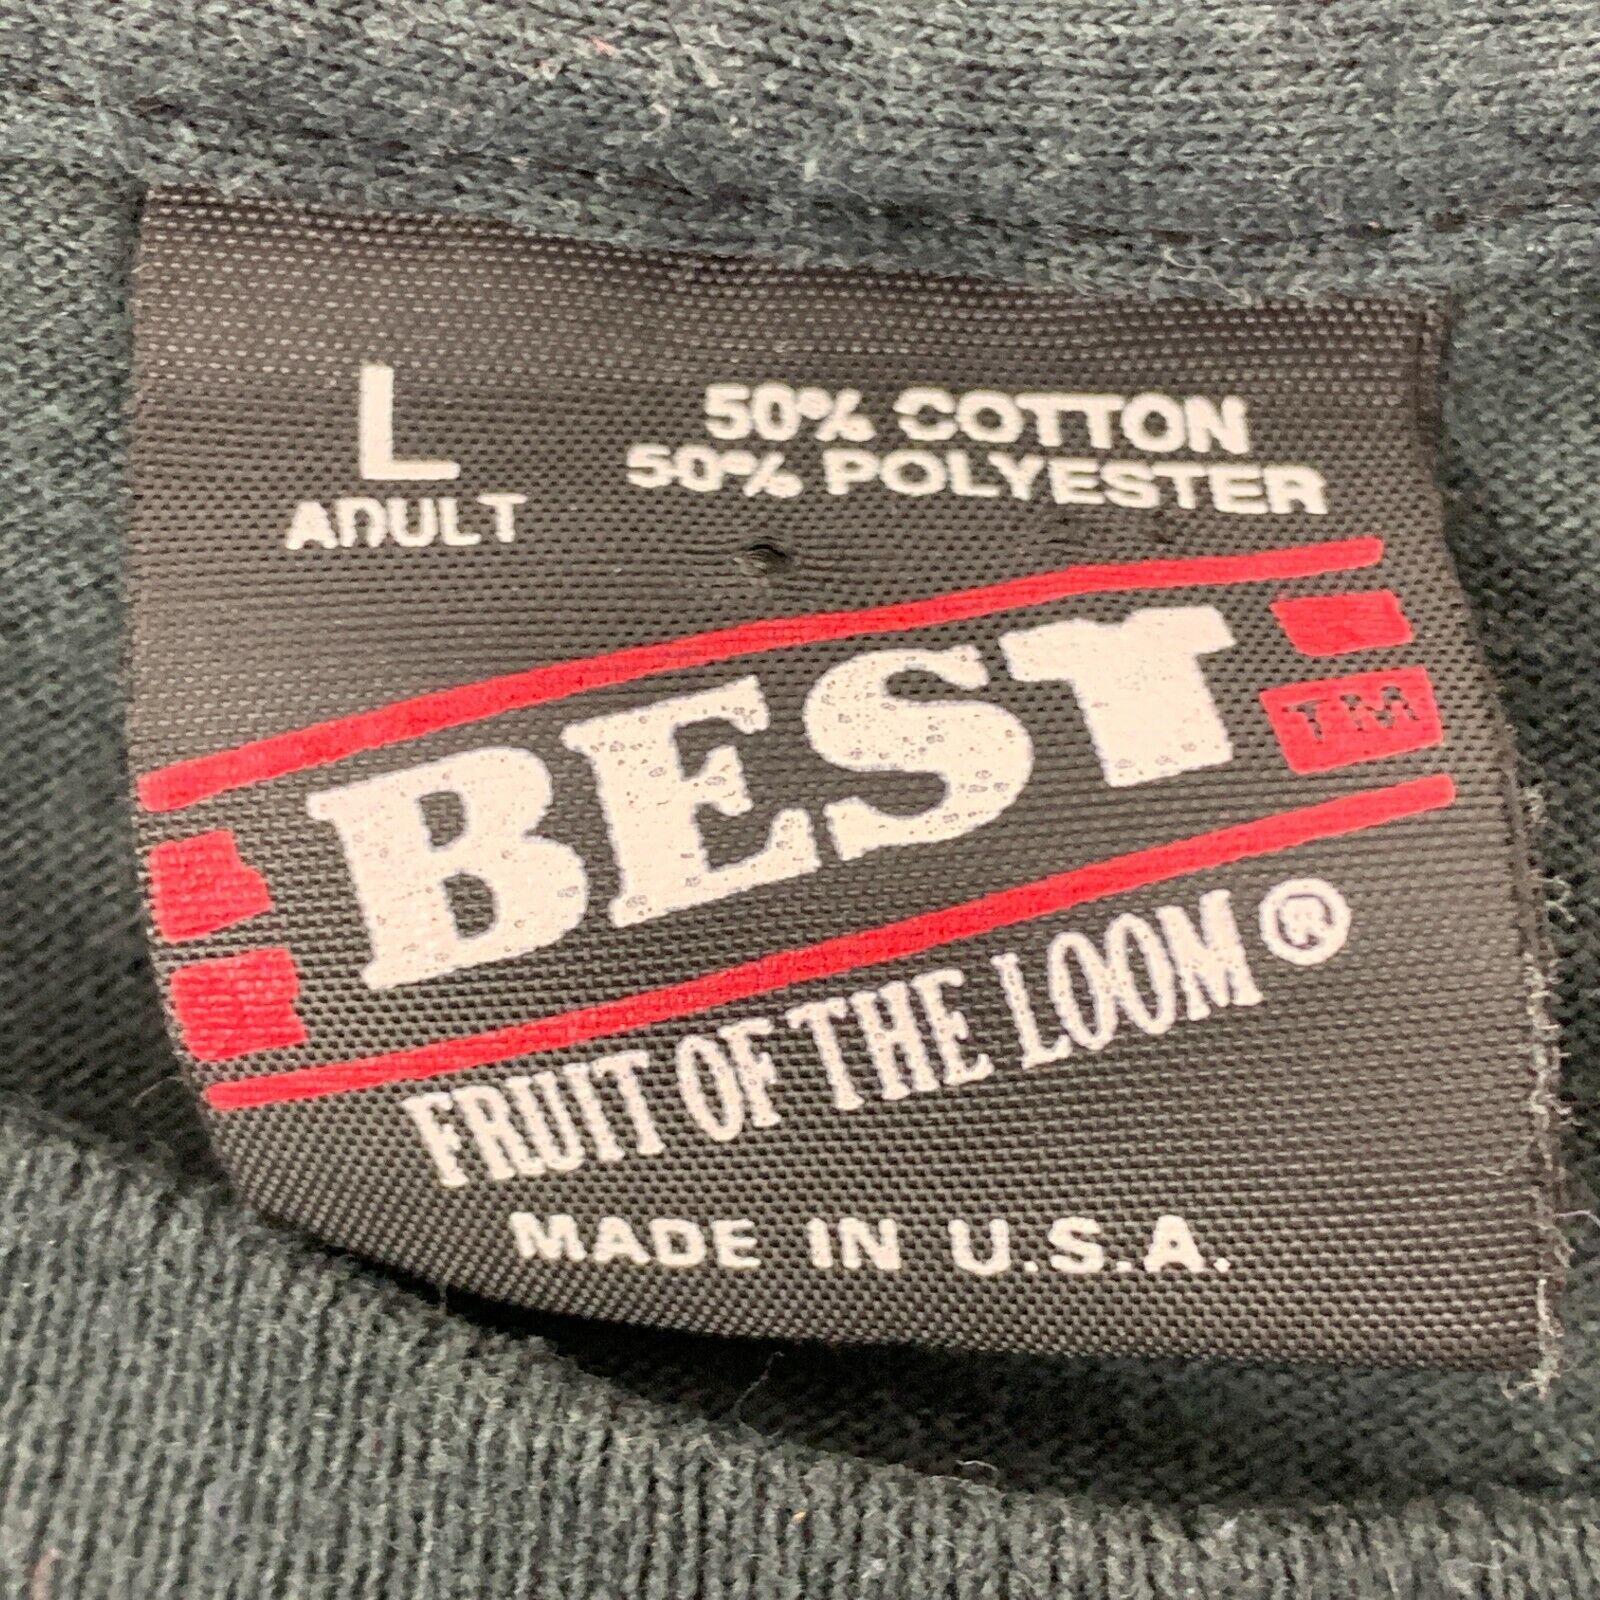 L
ADULT
50% COTTON
50% POLYESTER
BEST
TM
FRUIT OF THE LOOM®
MADE IN U.S.A.